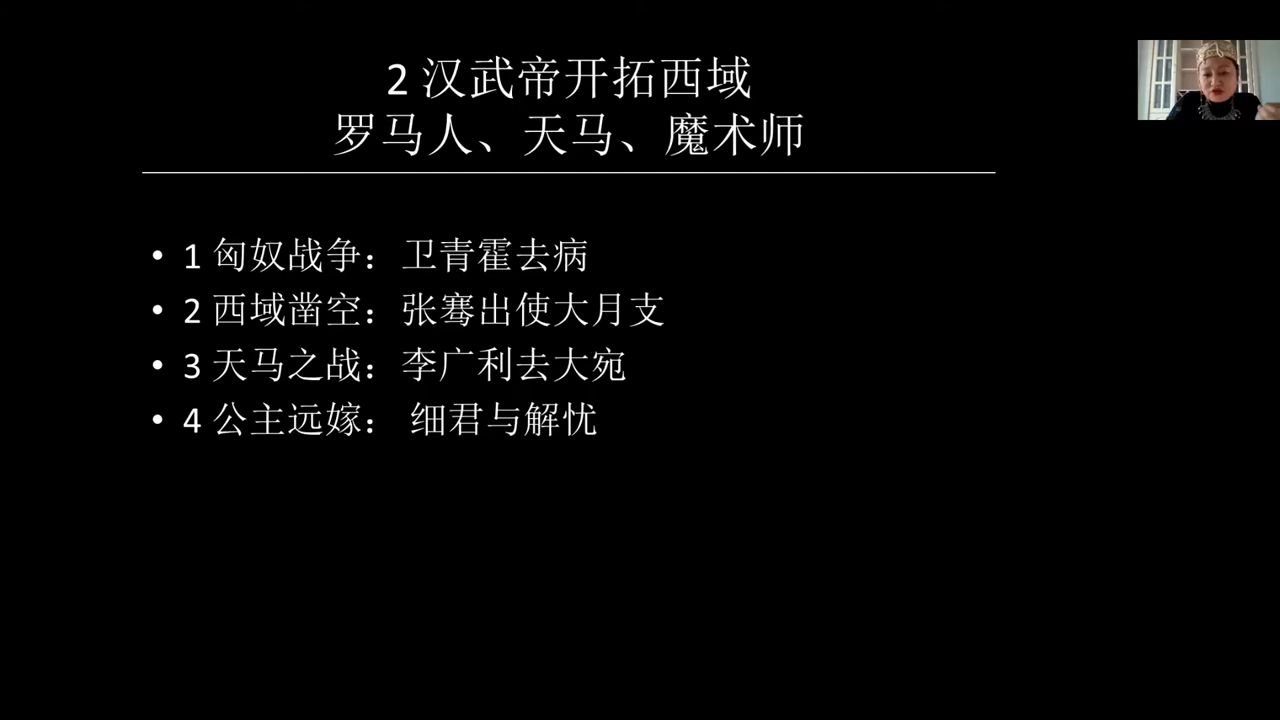 2 汉武帝开拓西域
罗马人、天马、魔术师
• 1 匈奴战争：卫青霍去病
• 2 西域凿空：张骞出使大月支
• 3 天马之战：李广利去大宛
• 4 公主远嫁： 细君与解忧